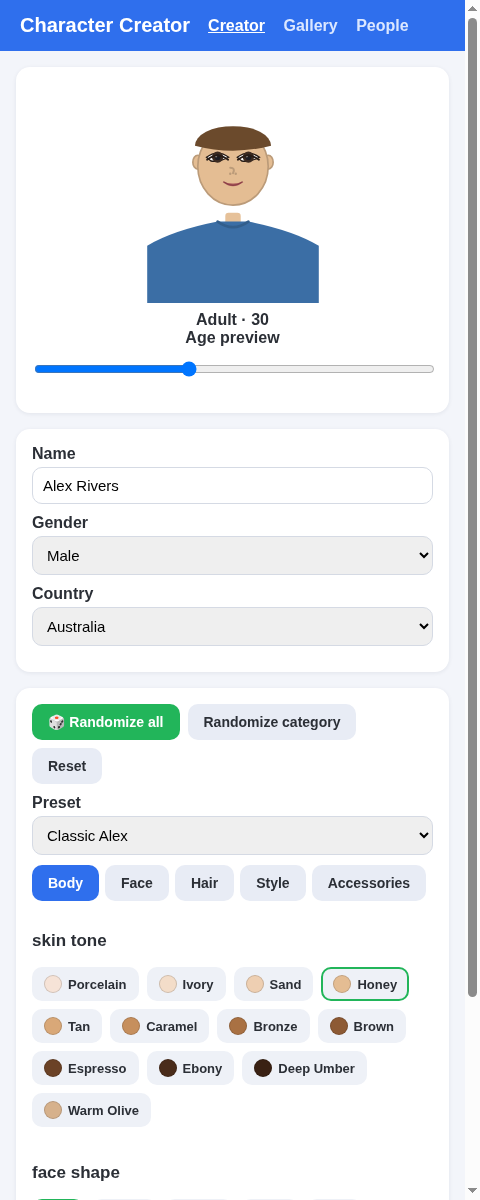 Character Creator Creator Gallery People
Adult · 30
Age preview
Name
Alex Rivers
Gender
Male
Country
Australia
🎲 Randomize all Randomize category
Reset
Preset
Classic Alex
Body Face Hair Style Accessories
skin tone
Porcelain Ivory Sand Honey
Tan Caramel Bronze Brown
Espresso Ebony Deep Umber
Warm Olive
face shape